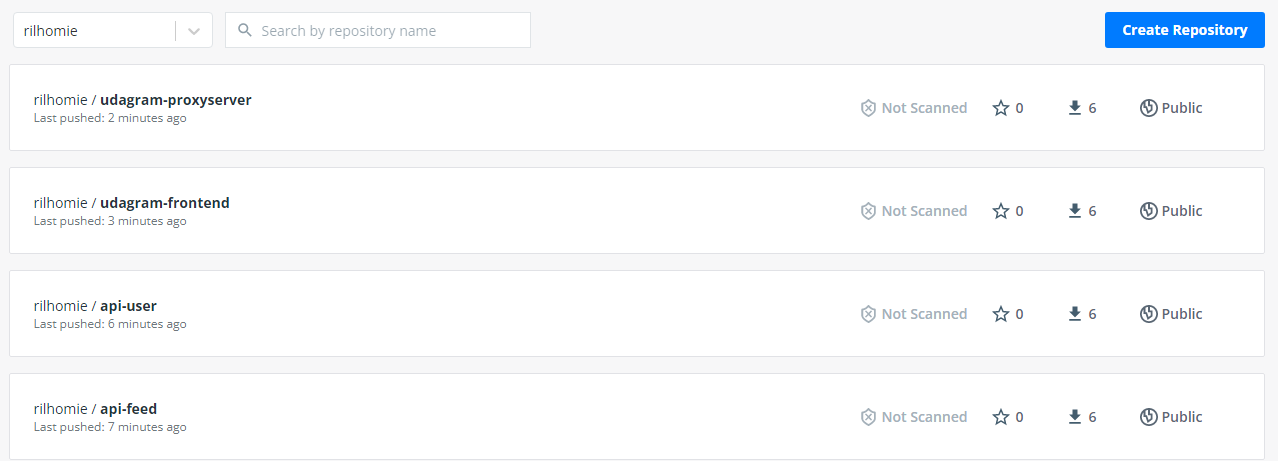 rilhomie
Search by repository name
Create Repository
rilhomie / udagram-proxyserver
Last pushed: 2 minutes ago
Not Scanned
0
6
Public
rilhomie / udagram-frontend
Last pushed: 3 minutes ago
Not Scanned
0
6
Public
rilhomie / api-user
Last pushed: 6 minutes ago
Not Scanned
0
6
Public
rilhomie / api-feed
Last pushed: 7 minutes ago
Not Scanned
0
6
Public